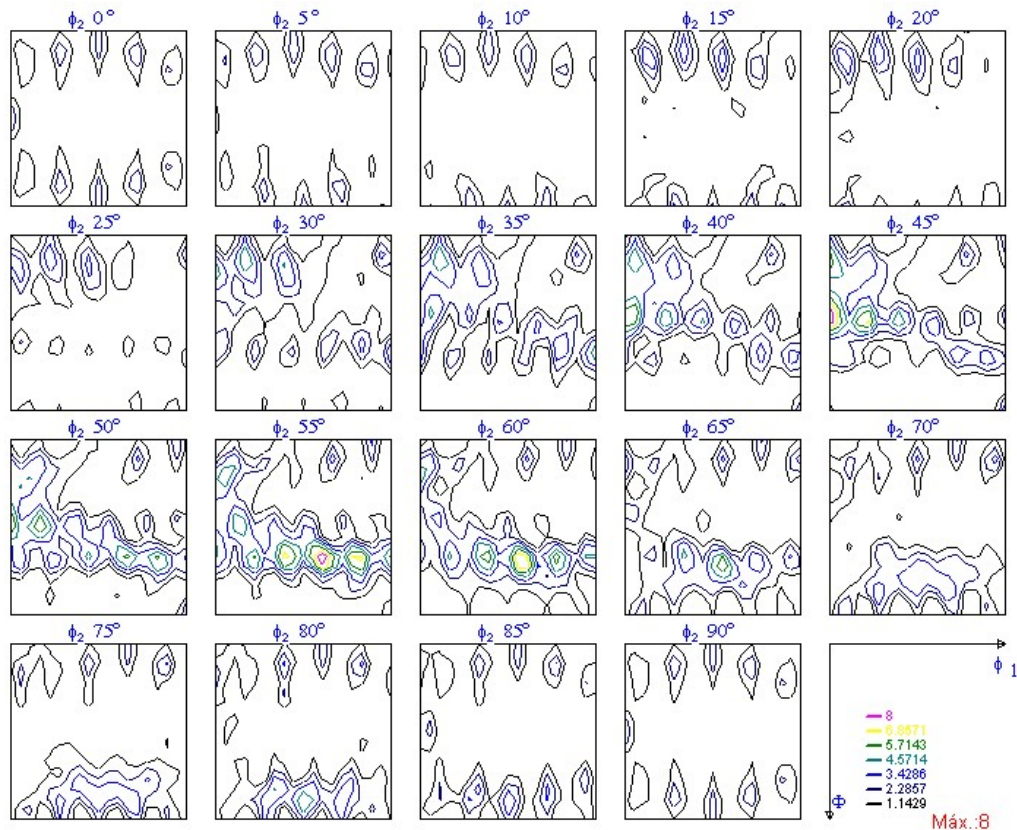 ϕ₂ 0°
ϕ₂ 5°
ϕ₂ 10°
ϕ₂ 15°
ϕ₂ 20°
ϕ₂ 25°
ϕ₂ 30°
ϕ₂ 35°
ϕ₂ 40°
ϕ₂ 45°
ϕ₂ 50°
ϕ₂ 55°
ϕ₂ 60°
ϕ₂ 65°
ϕ₂ 70°
ϕ₂ 75°
ϕ₂ 80°
ϕ₂ 85°
ϕ₂ 90°
ϕ 1
8
6.8571
5.7143
4.5714
3.4286
2.2857
1.1429
Φ
Máx.:8